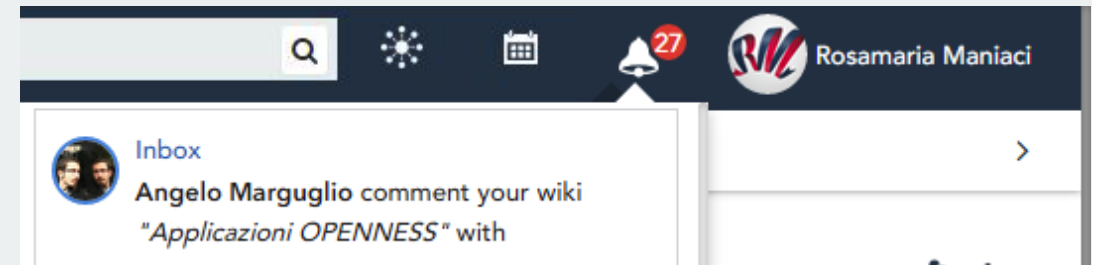 27
Rosamaria Maniaci
Inbox
Angelo Marguglio comment your wiki
"Applicazioni OPENNESS" with